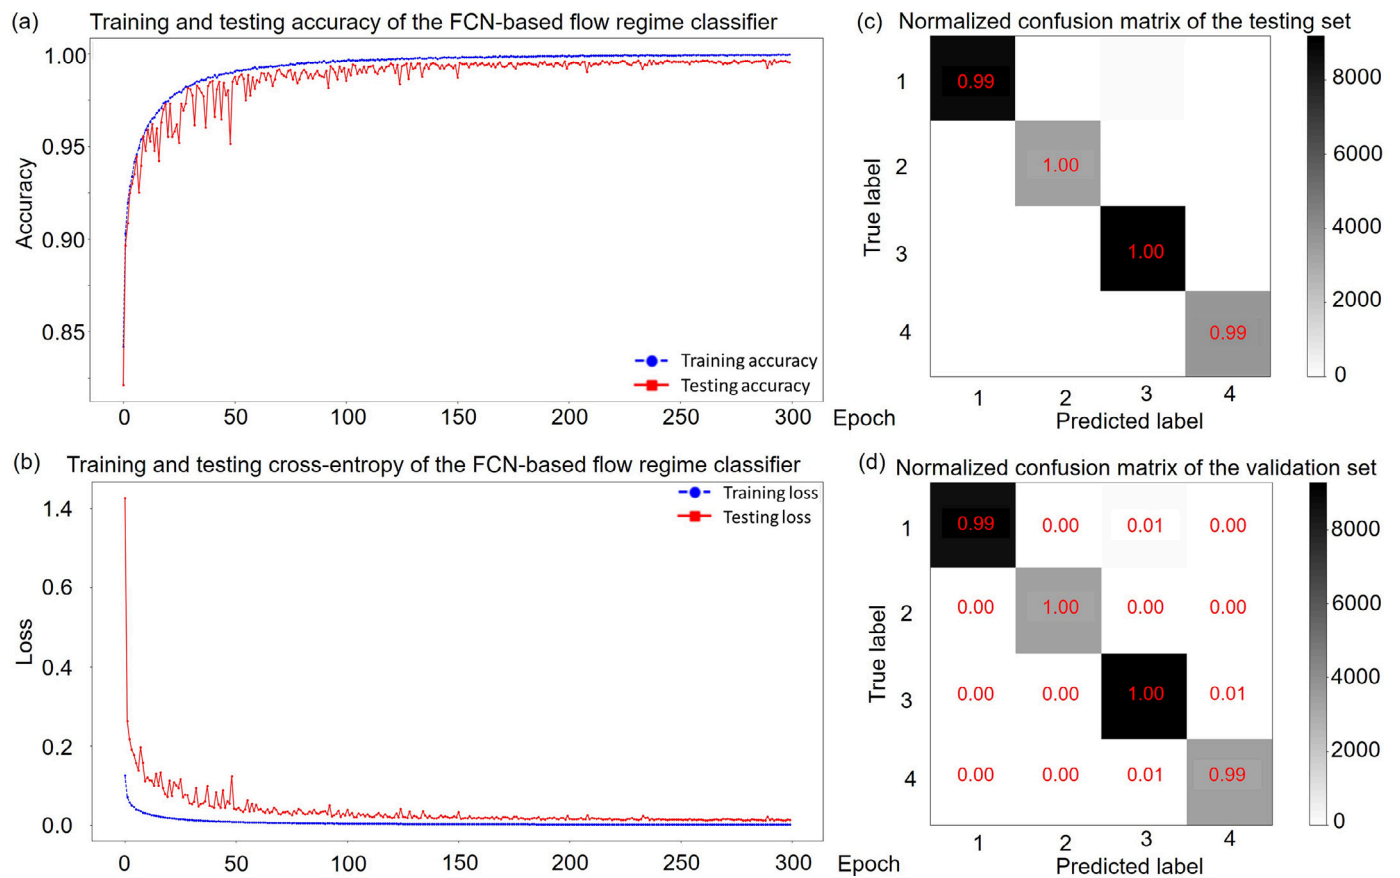 (a) Training and testing accuracy of the FCN-based flow regime classifier
1.00
0.95
0.90
0.85
Accuracy
Training accuracy
Testing accuracy
0 50 100 150 200 250 300 Epoch
(b) Training and testing cross-entropy of the FCN-based flow regime classifier
Training loss
Testing loss
1.4
0.6
0.4
0.2
0.0
Loss
0 50 100 150 200 250 300 Epoch
(c) Normalized confusion matrix of the testing set
True label
1 0.99
2 1.00
3 1.00
4 0.99
1 2 3 4
Predicted label
8000
6000
4000
2000
0
(d) Normalized confusion matrix of the validation set
True label
1 0.99 0.00 0.01 0.00
2 0.00 1.00 0.00 0.00
3 0.00 0.00 1.00 0.01
4 0.00 0.00 0.01 0.99
1 2 3 4
Predicted label
8000
6000
4000
2000
0